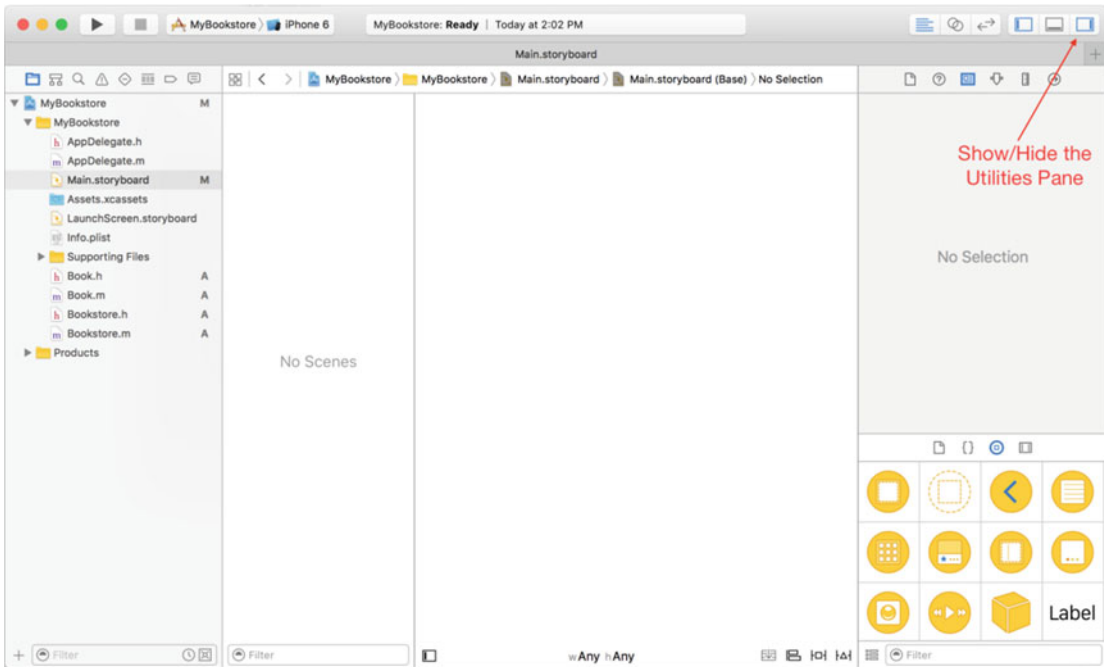 MyBookstore iPhone 6
MyBookstore: Ready | Today at 2:02 PM
Main.storyboard
MyBookstore MyBookstore Main.storyboard Main.storyboard (Base) No Selection
MyBookstore M
MyBookstore
h AppDelegate.h
m AppDelegate.m
Main.storyboard M
Assets.xcassets
LaunchScreen.storyboard
Info.plist
Supporting Files
h Book.h A
m Book.m A
h Bookstore.h A
m Bookstore.m A
Products
Filter
No Scenes
Filter
wAny hAny
Show/Hide the
Utilities Pane
No Selection
{}
Label
Filter